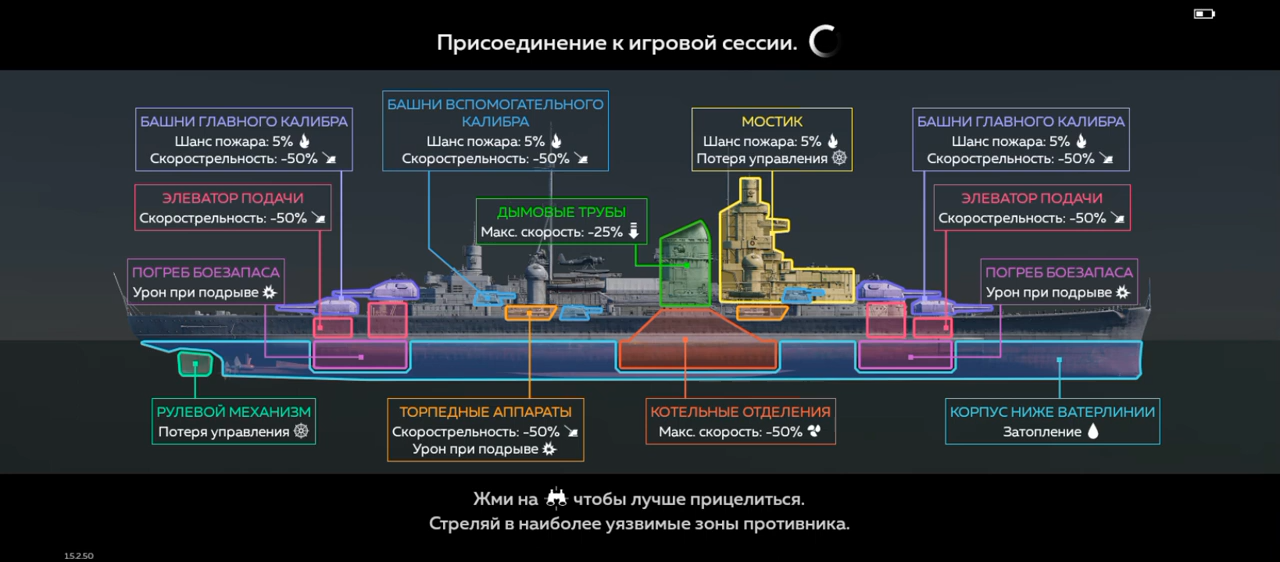 Присоединение к игровой сессии.
БАШНИ ГЛАВНОГО КАЛИБРА
Шанс пожара: 5%
Скорострельность: -50%
БАШНИ ВСПОМОГАТЕЛЬНОГО
КАЛИБРА
Шанс пожара: 5%
Скорострельность: -50%
МОСТИК
Шанс пожара: 5%
Потеря управления
БАШНИ ГЛАВНОГО КАЛИБРА
Шанс пожара: 5%
Скорострельность: -50%
ЭЛЕВАТОР ПОДАЧИ
Скорострельность: -50%
ДЫМОВЫЕ ТРУБЫ
Макс. скорость: -25%
ЭЛЕВАТОР ПОДАЧИ
Скорострельность: -50%
ПОГРЕБ БОЕЗАПАСА
Урон при подрыве
ПОГРЕБ БОЕЗАПАСА
Урон при подрыве
РУЛЕВОЙ МЕХАНИЗМ
Потеря управления
ТОРПЕДНЫЕ АППАРАТЫ
Скорострельность: -50%
Урон при подрыве
КОТЕЛЬНЫЕ ОТДЕЛЕНИЯ
Макс. скорость: -50%
КОРПУС НИЖЕ ВАТЕРЛИНИИ
Затопление
Жми на чтобы лучше прицелиться.
Стреляй в наиболее уязвимые зоны противника.
15.2.50